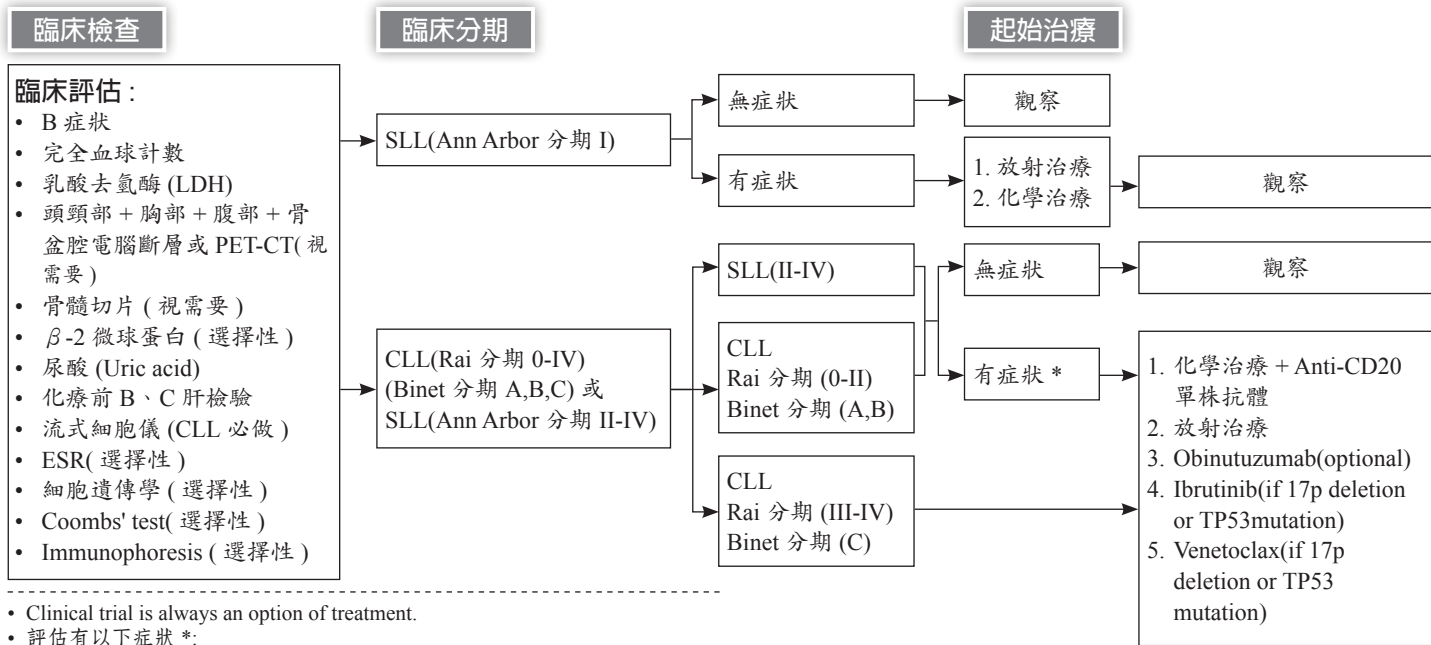 臨床檢查
臨床分期
起始治療
臨床評估 :
• B 症狀
• 完全血球計數
• 乳酸去氫酶 (LDH)
• 頭頸部 + 胸部 + 腹部 + 骨
盆腔電腦斷層或 PET-CT( 視
需要 )
• 骨髓切片 ( 視需要 )
• β-2 微球蛋白 ( 選擇性 )
• 尿酸 (Uric acid)
• 化療前 B、C 肝檢驗
• 流式細胞儀 (CLL 必做 )
• ESR( 選擇性 )
• 細胞遺傳學 ( 選擇性 )
• Coombs' test( 選擇性 )
• Immunophoresis ( 選擇性 )
SLL(Ann Arbor 分期 I)
無症狀
觀察
有症狀
1. 放射治療
2. 化學治療
觀察
CLL(Rai 分期 0-IV)
(Binet 分期 A,B,C) 或
SLL(Ann Arbor 分期 II-IV)
SLL(II-IV)
CLL
Rai 分期 (0-II)
Binet 分期 (A,B)
CLL
Rai 分期 (III-IV)
Binet 分期 (C)
無症狀
觀察
有症狀 *
1. 化學治療 + Anti-CD20
單株抗體
2. 放射治療
3. Obinutuzumab(optional)
4. Ibrutinib(if 17p deletion
or TP53mutation)
5. Venetoclax(if 17p
deletion or TP53
mutation)
• Clinical trial is always an option of treatment.
• 評估有以下症狀 *: